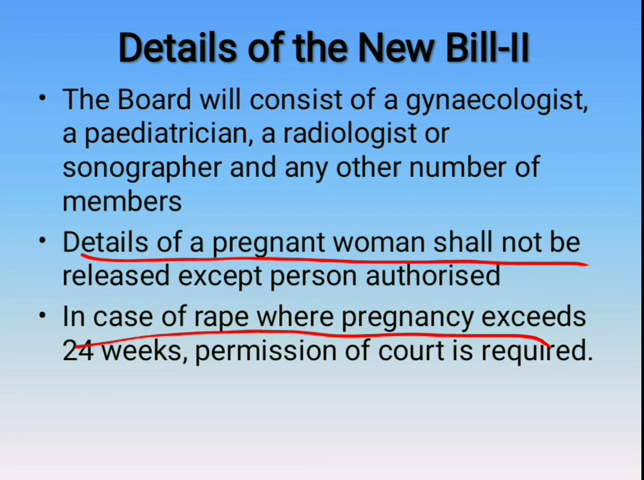 Details of the New Bill-II
• The Board will consist of a gynaecologist,
a paediatrician, a radiologist or
sonographer and any other number of
members
• Details of a pregnant woman shall not be
released except person authorised
• In case of rape where pregnancy exceeds
24 weeks, permission of court is required.